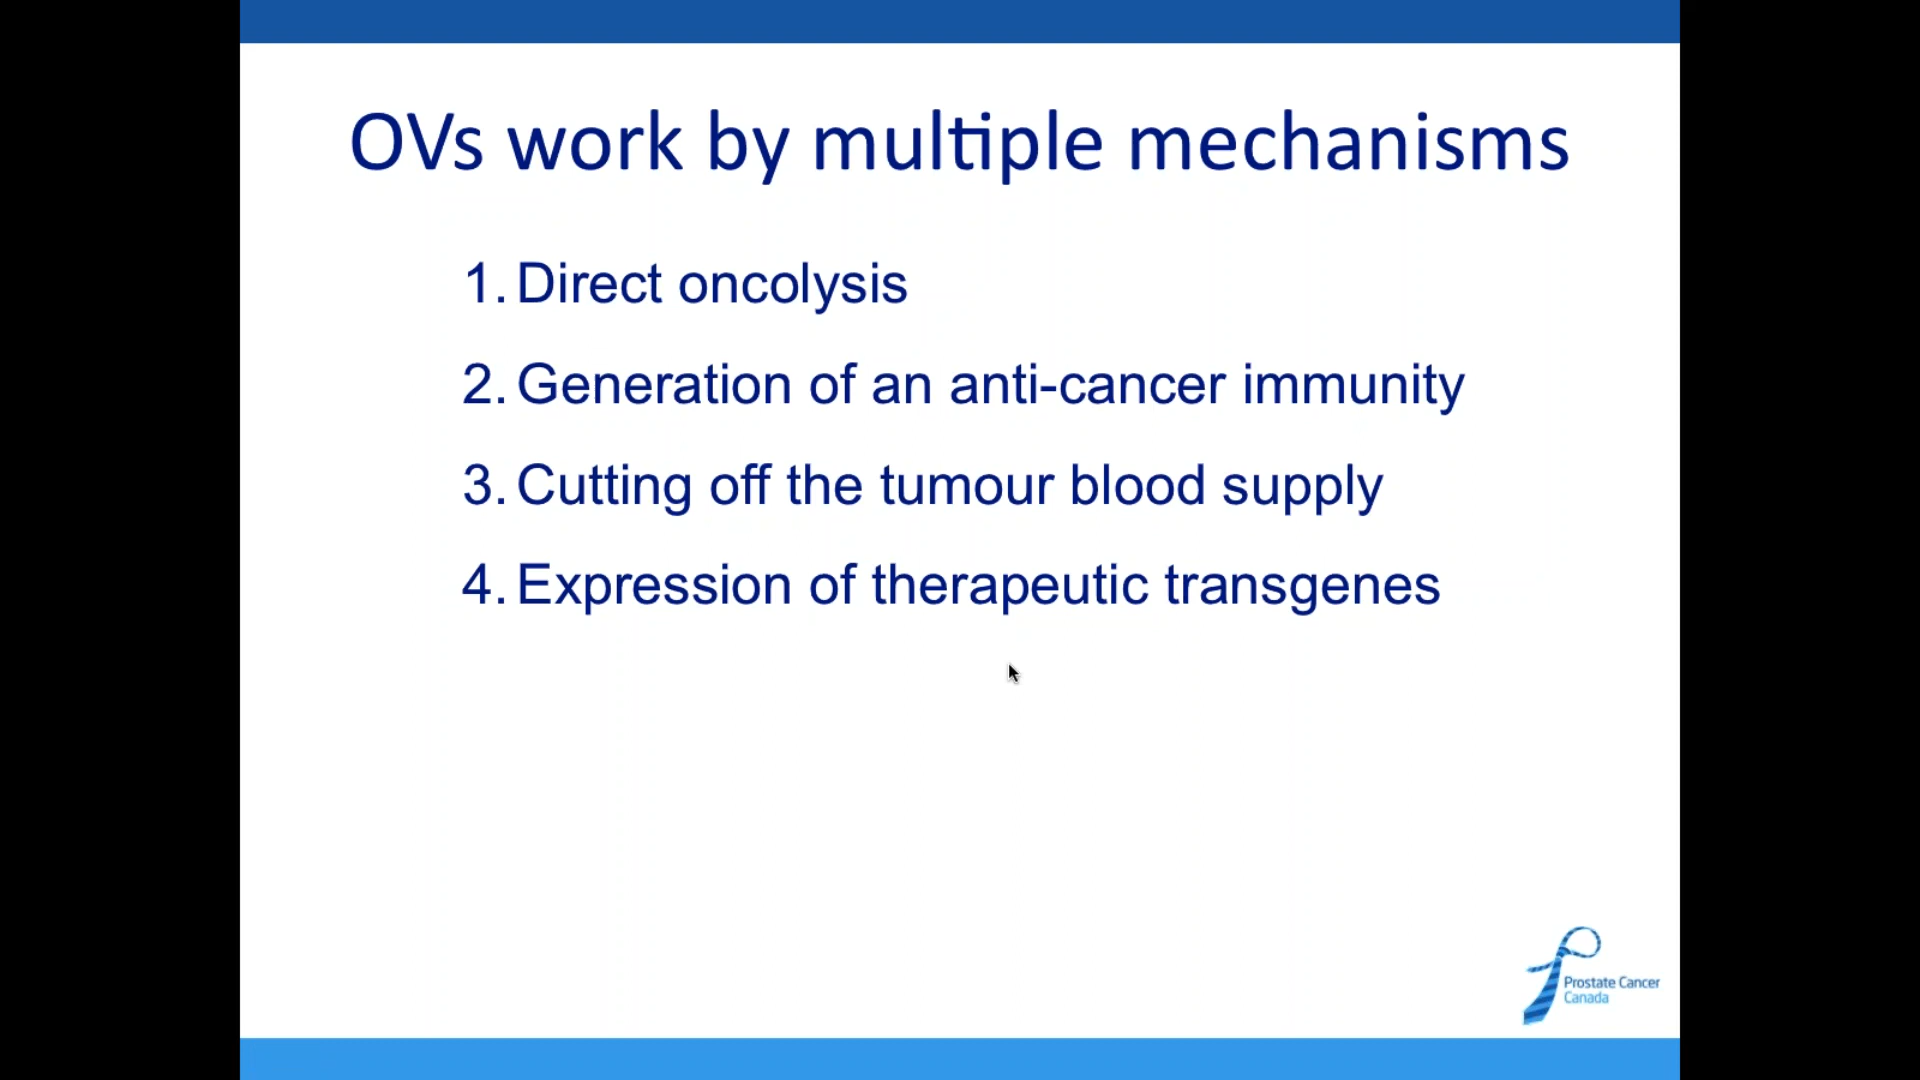 OVs work by multiple mechanisms
1. Direct oncolysis
2. Generation of an anti-cancer immunity
3. Cutting off the tumour blood supply
4. Expression of therapeutic transgenes
Prostate Cancer
Canada